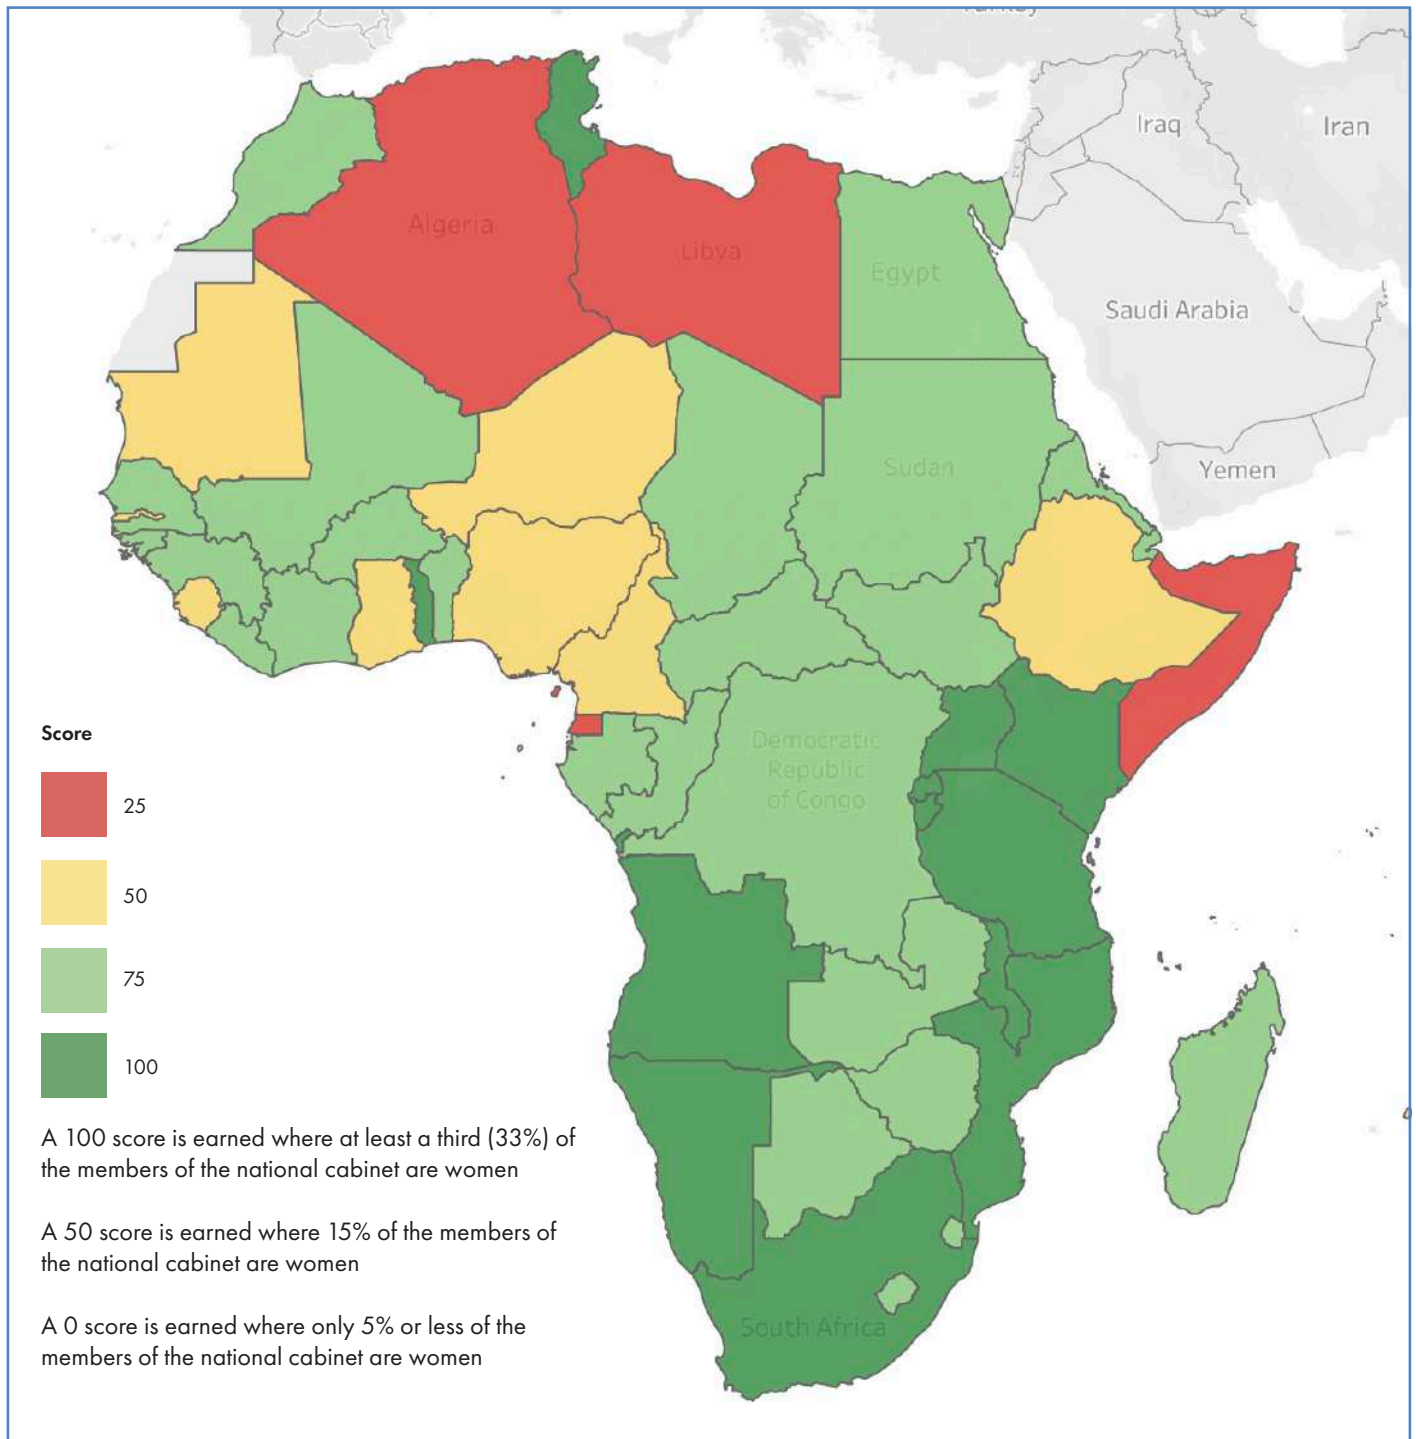 Iraq
Iran
Algeria
Libya
Egypt
Saudi Arabia
Sudan
Yemen
Score
Democratic
Republic
of Congo
25
50
75
100
A 100 score is earned where at least a third (33%) of
the members of the national cabinet are women
A 50 score is earned where 15% of the members of
the national cabinet are women
A 0 score is earned where only 5% or less of the
members of the national cabinet are women
South Africa